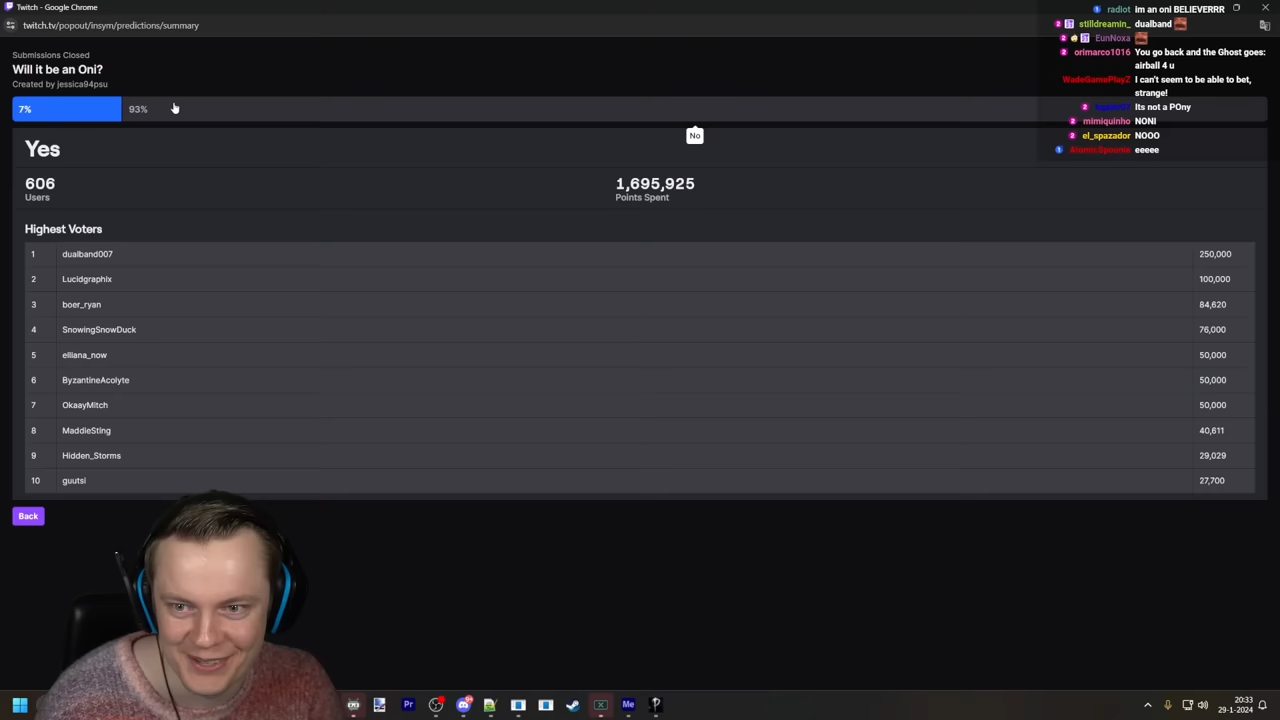 Twitch - Google Chrome
twitch.tv/popout/insym/predictions/summary
Submissions Closed
Will it be an Oni?
Created by jessica94psu
7%
93%
No
Yes
606
Users
1,695,925
Points Spent
Highest Voters
1 dualband007 250,000
2 Lucidgraphix 100,000
3 boer_ryan 84,620
4 SnowingSnowDuck 76,000
5 elliana_now 50,000
6 ByzantineAcolyte 50,000
7 OkaayMitch 50,000
8 MaddieSting 40,611
9 Hidden_Storms 29,029
10 guutsi 27,700
Back
radiot im an oni BELIEVERRR
stilldreamin_ dualband
EunNoxa
orimarco1016 You go back and the Ghost goes:
airball 4 u
WadeGamePlayZ I can't seem to be able to bet,
strange!
Its not a POny
mimiquinho NONI
el_spazador NOOO
eeeee
20:33
29-1-2024